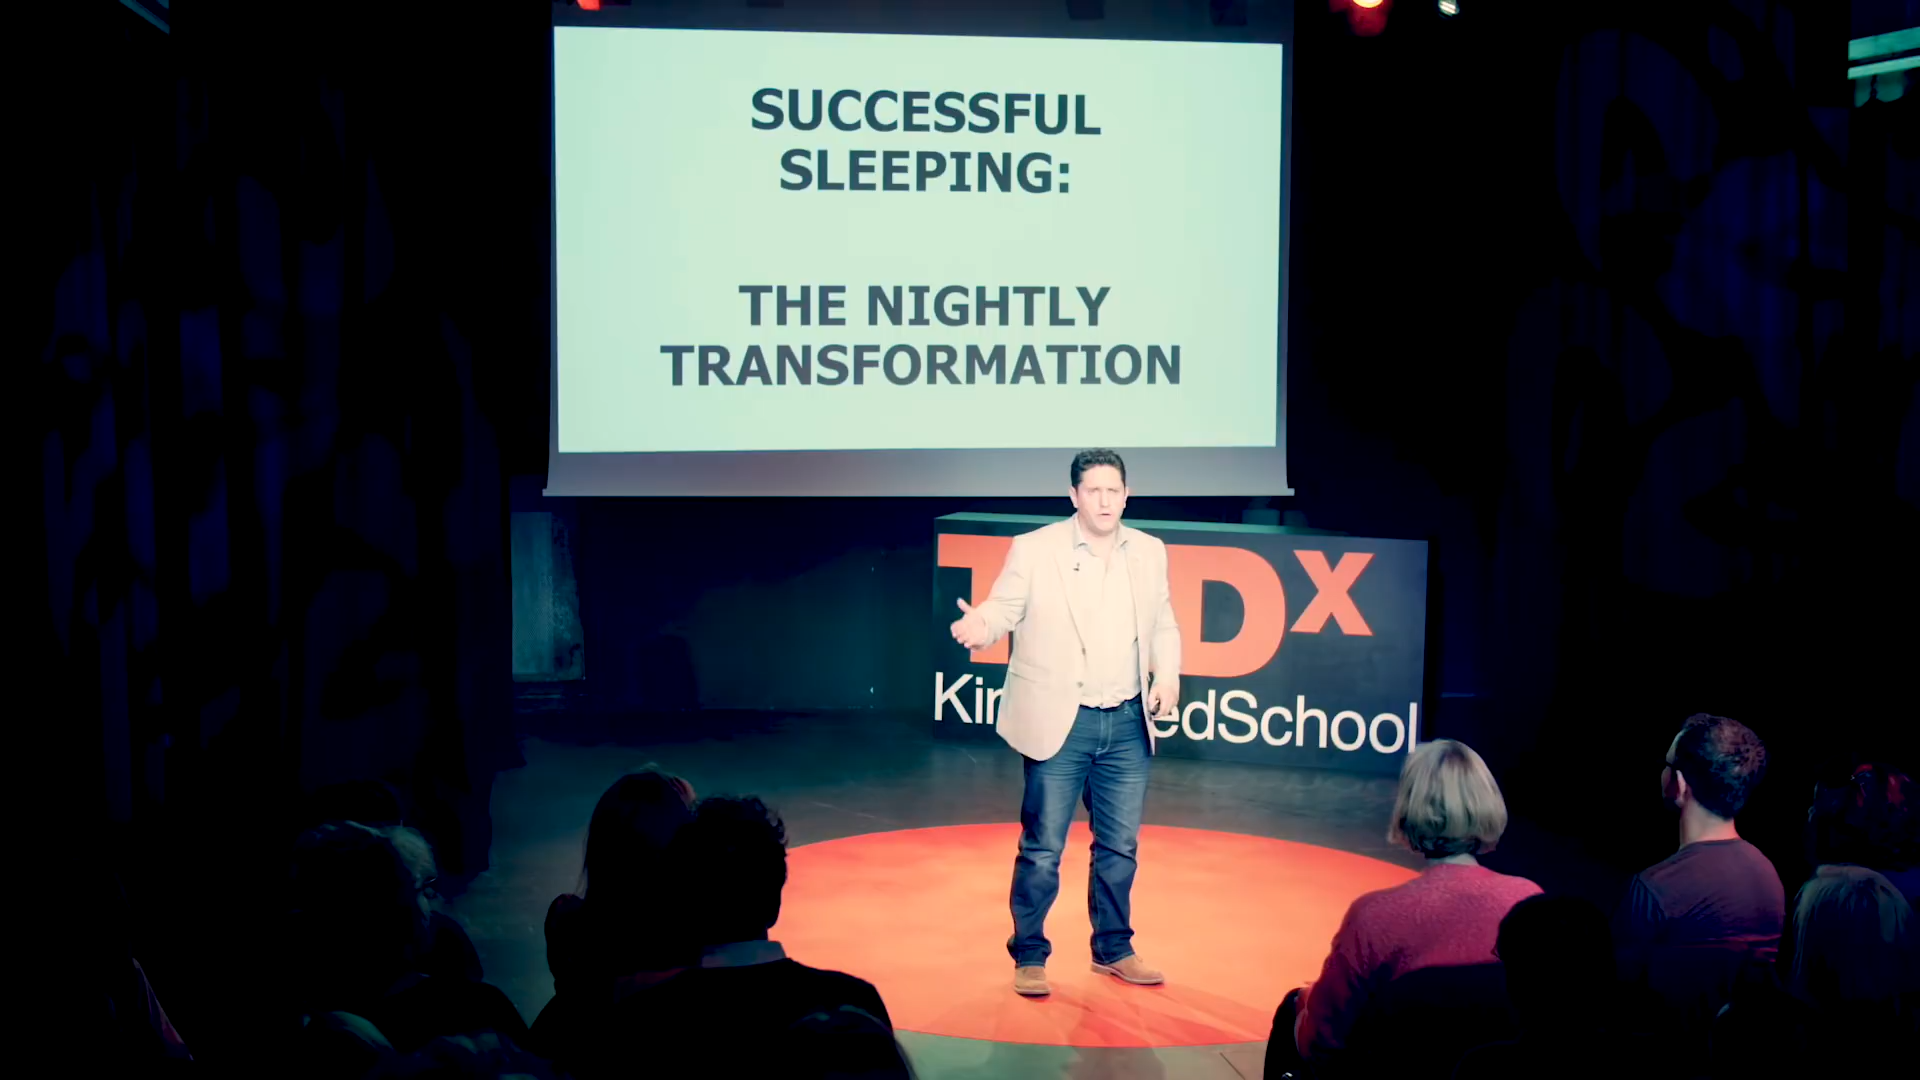 SUCCESSFUL
SLEEPING:
THE NIGHTLY
TRANSFORMATION